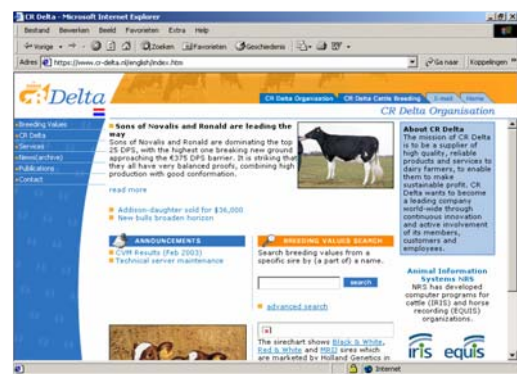 CR Delta - Microsoft Internet Explorer
Bestand Bewerken Beeld Favorieten Extra Help
Vorige Zoeken Favorieten Geschiedenis
Adres https://www.cr-delta.nl/english/index.htm Ga naar Koppelingen
CR Delta
CR Delta Organisation CR Delta Cattle Breeding E-mail Home
CR Delta Organisation
Breeding Values
CR Delta
Services
News(archive)
Publications
Contact
Sons of Novalis and Ronald are leading the
way
Sons of Novalis and Ronald are dominating the top
25 DPS, with the highest one breaking new ground
approaching the €375 DPS barrier. It is striking that
they all have very balanced proofs, combining high
production with good conformation.
read more
Addison-daughter sold for $36,000
New bulls broaden horizon
ANNOUNCEMENTS
CVM Results (Feb 2003)
Technical server maintenance
BREEDING VALUES SEARCH
Search breeding values from a
specific sire by (a part of) a name.
search
advanced search
The sirechart shows Black & White,
Red & White and MRIJ sires which
are marketed by Holland Genetics in
About CR Delta
The mission of CR Delta
is to be a supplier of
high quality, reliable
products and services to
dairy farmers, to enable
them to make
sustainable profit. CR
Delta wants to become
a leading company
world-wide through
continuous innovation
and active involvement
of its members,
customers and
employees.
Animal Information
Systems NRS
NRS has developed
computer programs for
cattle (IRIS) and horse
recording (EQUIS)
organizations.
iris equis
Internet